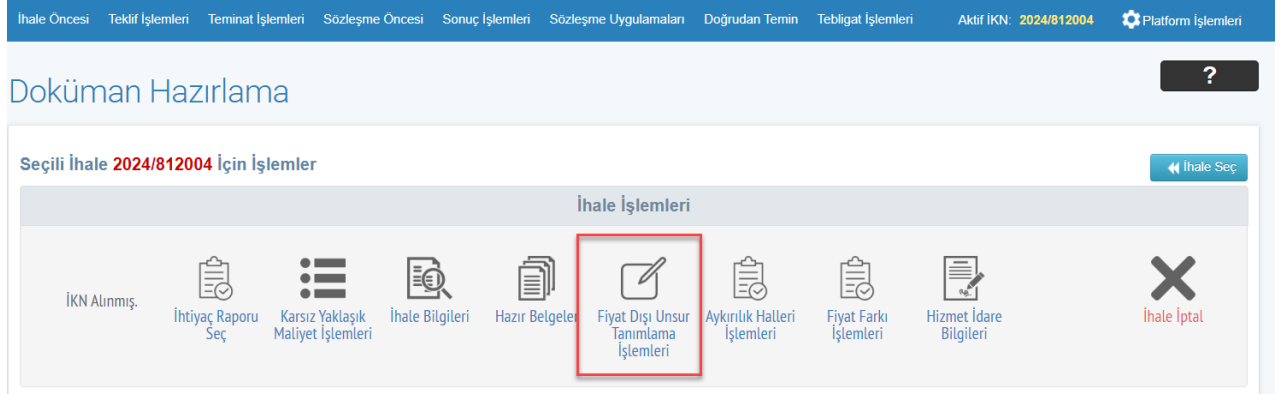 İhale Öncesi Teklif İşlemleri Teminat İşlemleri Sözleşme Öncesi Sonuç İşlemleri Sözleşme Uygulamaları Doğrudan Temin Tebligat İşlemleri Aktif İKN: 2024/812004 Platform İşlemleri
?
Doküman Hazırlama
Seçili İhale 2024/812004 İçin İşlemler
İhale Seç
İhale İşlemleri
İKN Alınmış.
İhtiyaç Raporu
Seç
Karsız Yaklaşık
Maliyet İşlemleri
İhale Bilgileri
Hazır Belgeler
Fiyat Dışı Unsur
Tanımlama
İşlemleri
Aykırılık Halleri
İşlemleri
Fiyat Farkı
İşlemleri
Hizmet İdare
Bilgileri
İhale İptal